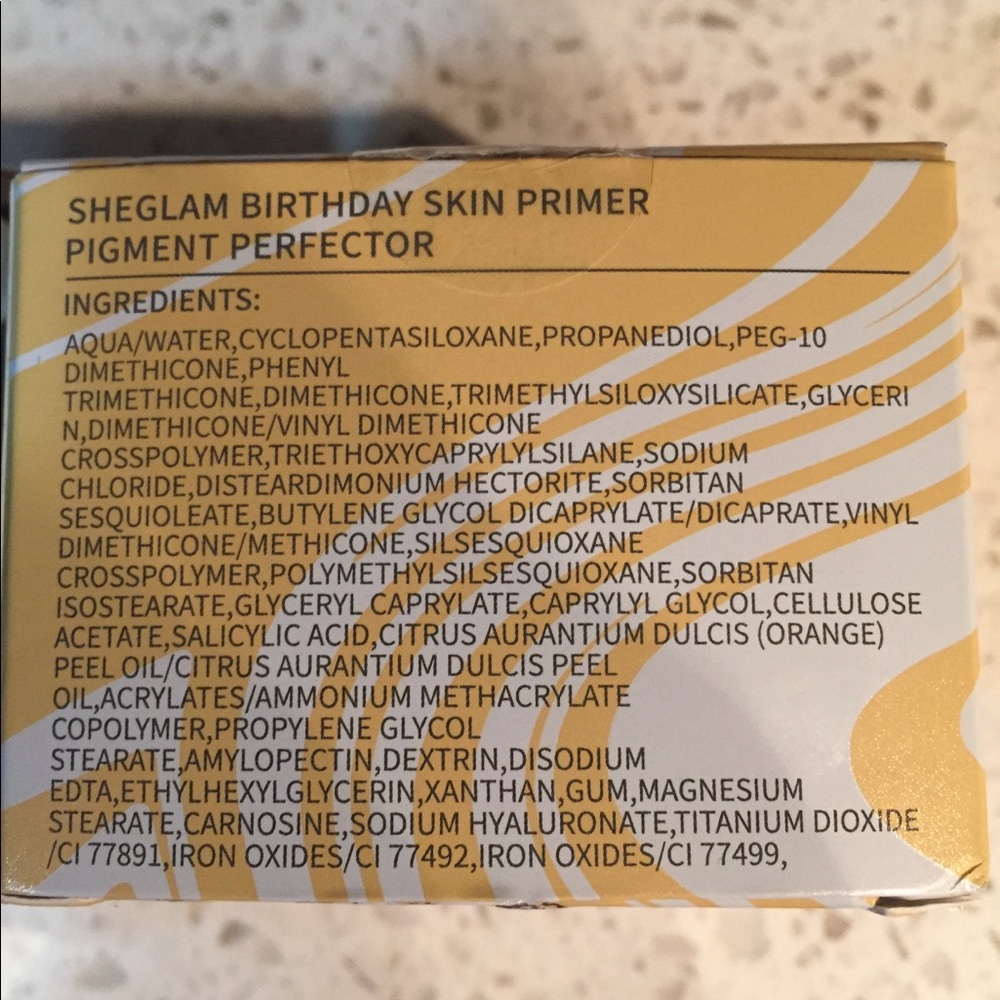 SHEGLAM BIRTHDAY SKIN PRIMER
PIGMENT PERFECTOR
INGREDIENTS:
AQUA/WATER,CYCLOPENTASILOXANE,PROPANEDIOL,PEG-10
DIMETHICONE,PHENYL
TRIMETHICONE,DIMETHICONE,TRIMETHYLSILOXYSILICATE,GLYCERI
N,DIMETHICONE/VINYL DIMETHICONE
CROSSPOLYMER,TRIETHOXYCAPRYLYLSILANE,SODIUM
CHLORIDE,DISTEARDIMONIUM HECTORITE,SORBITAN
SESQUIOLEATE,BUTYLENE GLYCOL DICAPRYLATE/DICAPRATE,VINYL
DIMETHICONE/METHICONE,SILSESQUIOXANE
CROSSPOLYMER,POLYMETHYLSILSESQUIOXANE,SORBITAN
ISOSTEARATE,GLYCERYL CAPRYLATE,CAPRYLYL GLYCOL,CELLULOSE
ACETATE,SALICYLIC ACID,CITRUS AURANTIUM DULCIS (ORANGE)
PEEL OIL/CITRUS AURANTIUM DULCIS PEEL
OIL,ACRYLATES/AMMONIUM METHACRYLATE
COPOLYMER,PROPYLENE GLYCOL
STEARATE,AMYLOPECTIN,DEXTRIN,DISODIUM
EDTA,ETHYLHEXYLGLYCERIN,XANTHAN,GUM,MAGNESIUM
STEARATE,CARNOSINE,SODIUM HYALURONATE,TITANIUM DIOXIDE
/CI 77891,IRON OXIDES/CI 77492,IRON OXIDES/CI 77499,